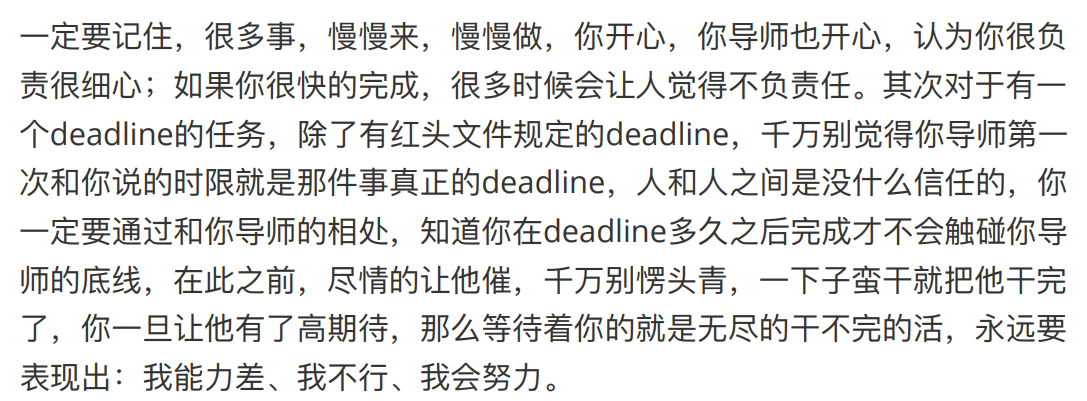 一定要记住，很多事，慢慢来，慢慢做，你开心，你导师也开心，认为你很负
责很细心；如果你很快的完成，很多时候会让人觉得不负责任。其次对于有一
个deadline的任务，除了有红头文件规定的deadline，千万别觉得你导师第一
次和你说的时限就是那件事真正的deadline，人和人之间是没什么信任的，你
一定要通过和你导师的相处，知道你在deadline多久之后完成才不会触碰你导
师的底线，在此之前，尽情的让他催，千万别愣头青，一下子蛮干就把他干完
了，你一旦让他有了高期待，那么等待着你的就是无尽的干不完的活，永远要
表现出：我能力差、我不行、我会努力。